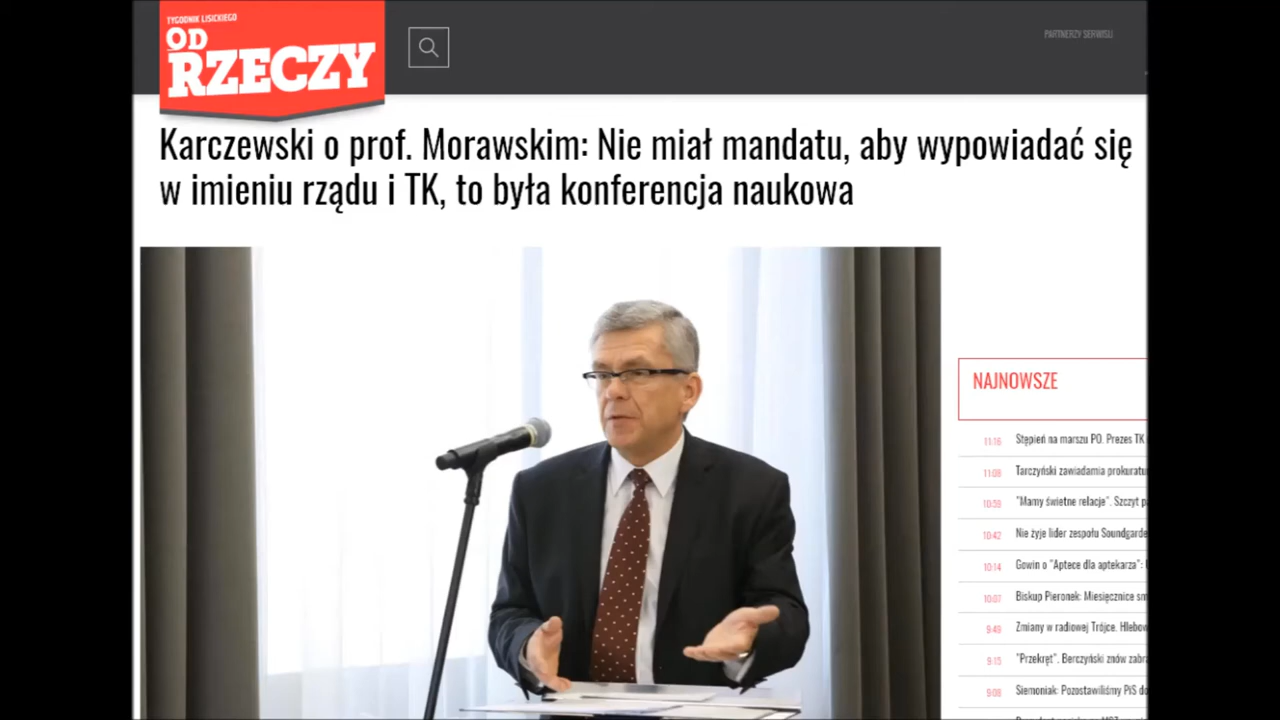 TYGODNIK LISICKIEGO
OD
RZECZY
PARTNERZY SERWISU
Karczewski o prof. Morawskim: Nie miał mandatu, aby wypowiadać się
w imieniu rządu i TK, to była konferencja naukowa
NAJNOWSZE
11:16 Stępień na marszu PO. Prezes TK
11:08 Tarczyński zawiadamia prokuratu
10:59 "Mamy świetne relacje". Szczyt
10:42 Nie żyje lider zespołu Soundgarde
10:14 Gowin o "Aptece dla aptekarza":
10:07 Biskup Pieronek: Miesięcznice
9:49 Zmiany w radiowej Trójce. Hlebow
9:15 "Przekręt". Berczyński znów zabra
9:08 Siemoniak: Pozostawiliśmy PiS do